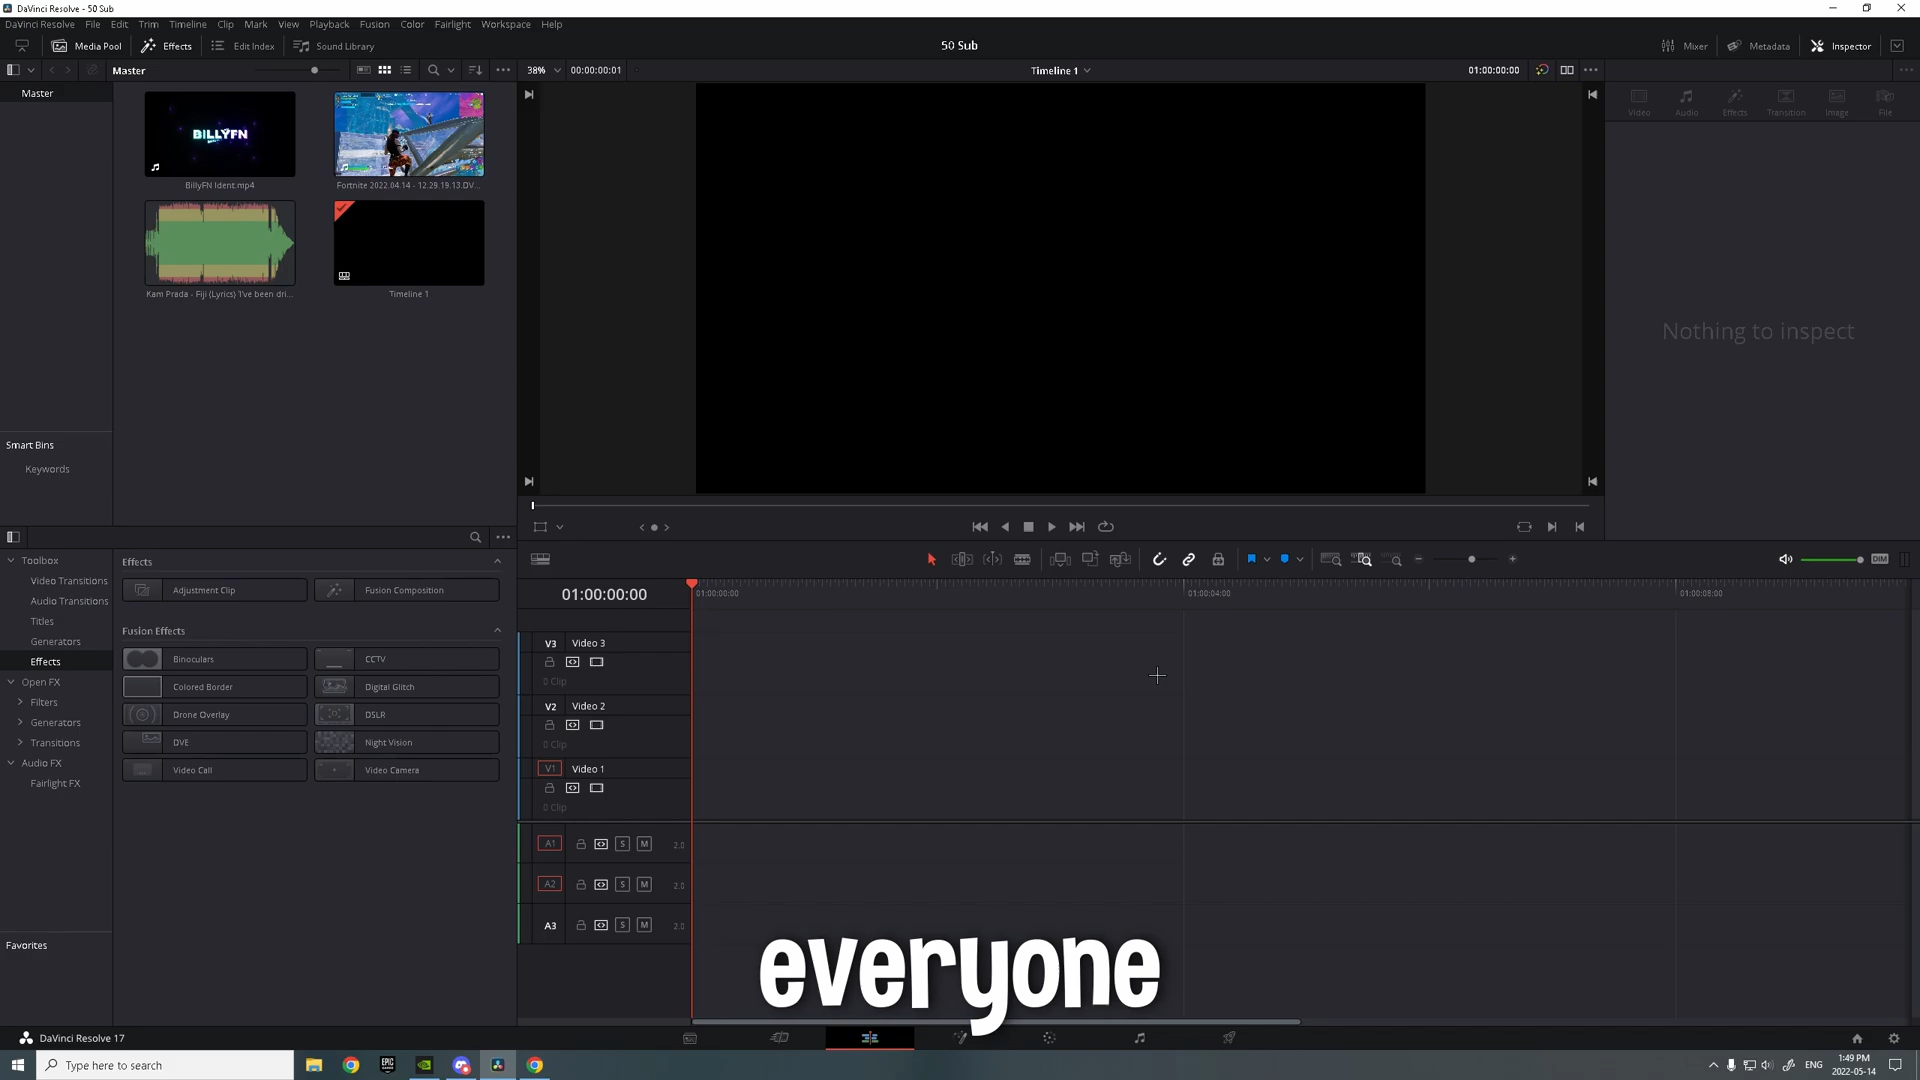 DaVinci Resolve - 50 Sub
DaVinci Resolve File Edit Trim Timeline Clip Mark View Playback Fusion Color Fairlight Workspace Help
Media Pool Effects Edit Index Sound Library 50 Sub Mixer Metadata Inspector
Master 38% 00:00:00:01 Timeline 1 01:00:00:00
Master
Video Audio Effects Transition Image File
BILLYFN
BillyFN Ident.mp4 Fortnite 2022.04.14 - 12.29.19.13.DV...
Kam Prada - Fiji (Lyrics) 'I've been dri... Timeline 1
Nothing to inspect
Smart Bins
Keywords
Toolbox
Video Transitions
Audio Transitions
Titles
Generators
Effects
Open FX
Filters
Generators
Transitions
Audio FX
Fairlight FX
Favorites
Effects
Adjustment Clip Fusion Composition
Fusion Effects
Binoculars CCTV
Colored Border Digital Glitch
Drone Overlay DSLR
DVE Night Vision
Video Call Video Camera
DIM
01:00:00:00 01:00:00:00 01:00:04:00 01:00:08:00
V3 Video 3
0 Clip
V2 Video 2
0 Clip
V1 Video 1
0 Clip
A1 S M 2.0
A2 S M 2.0
A3 S M 2.0
everyone
DaVinci Resolve 17
Type here to search
EPIC
ENG
1:49 PM
2022-05-14